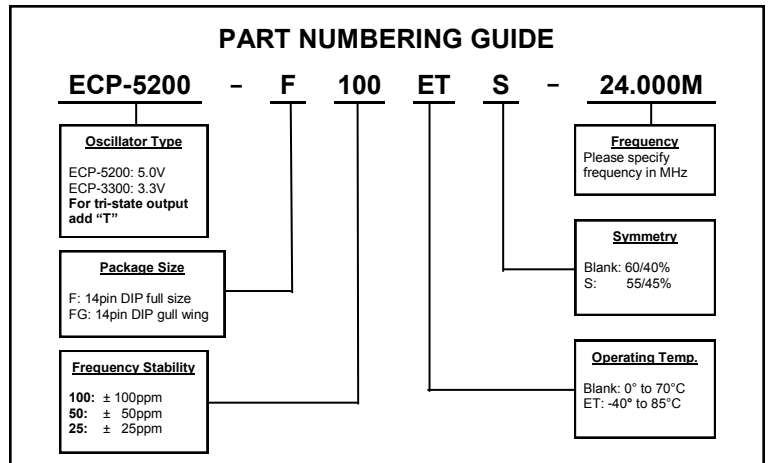 PART NUMBERING GUIDE
ECP-5200 – F 100 ET S – 24.000M
Oscillator Type
ECP-5200: 5.0V
ECP-3300: 3.3V
For tri-state output
add “T”
Package Size
F: 14pin DIP full size
FG: 14pin DIP gull wing
Frequency Stability
100: ± 100ppm
50: ± 50ppm
25: ± 25ppm
Frequency
Please specify
frequency in MHz
Symmetry
Blank: 60/40%
S: 55/45%
Operating Temp.
Blank: 0° to 70°C
ET: -40° to 85°C